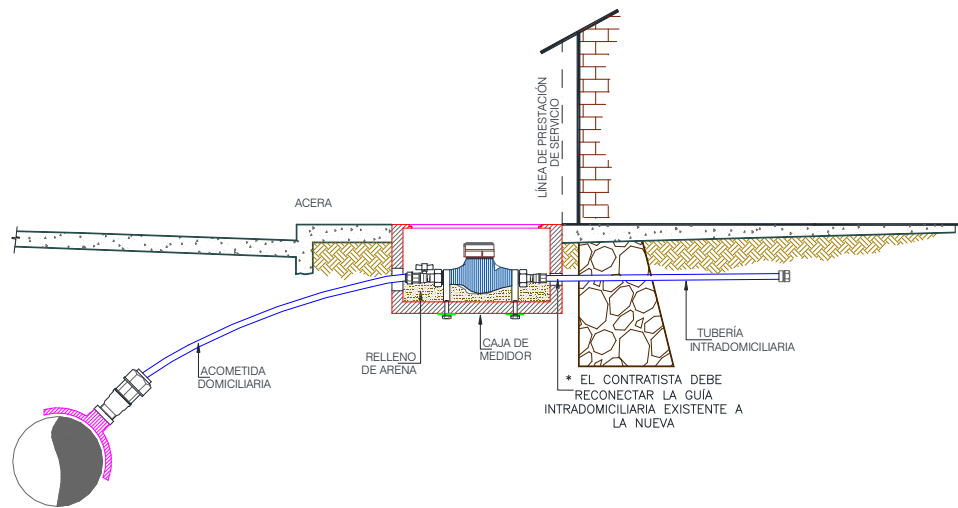 LÍNEA DE PRESTACIÓN
DE SERVICIO
ACERA
ACOMETIDA
DOMICILIARIA
RELLENO
DE ARENA
CAJA DE
MEDIDOR
TUBERÍA
INTRADOMICILIARIA
* EL CONTRATISTA DEBE
RECONECTAR LA GUÍA
INTRADOMICILIARIA EXISTENTE A
LA NUEVA